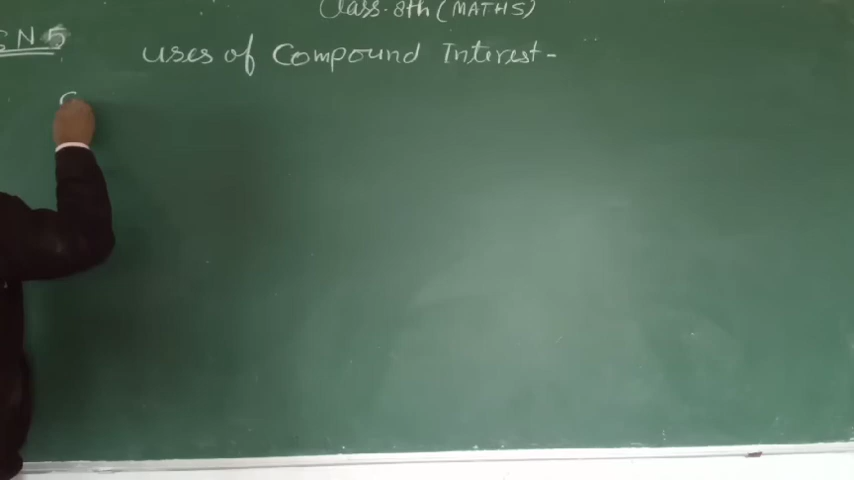 Class-8th (MATHS)
uses of Compound Interest-